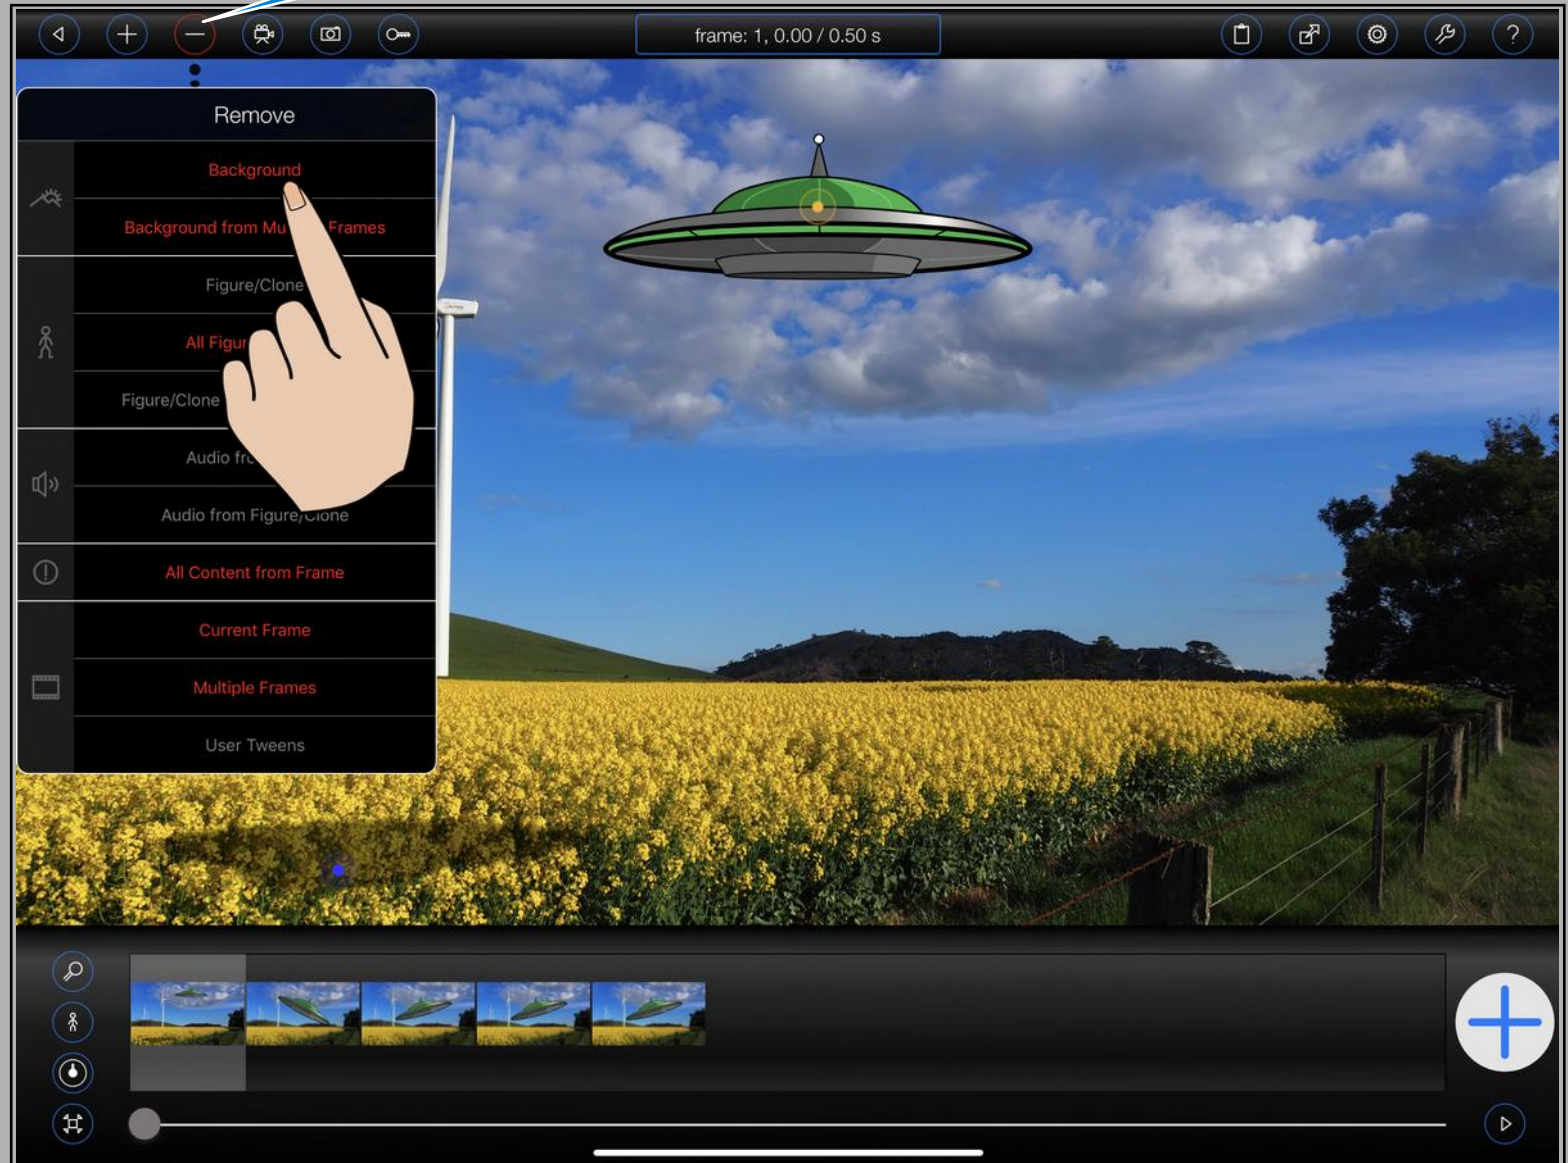 frame: 1, 0.00 / 0.50 s
Remove
Background
Background from Mu Frames
Figure/Clone
All Figur
Figure/Clone
Audio fro
Audio from Figure/Clone
All Content from Frame
Current Frame
Multiple Frames
User Tweens